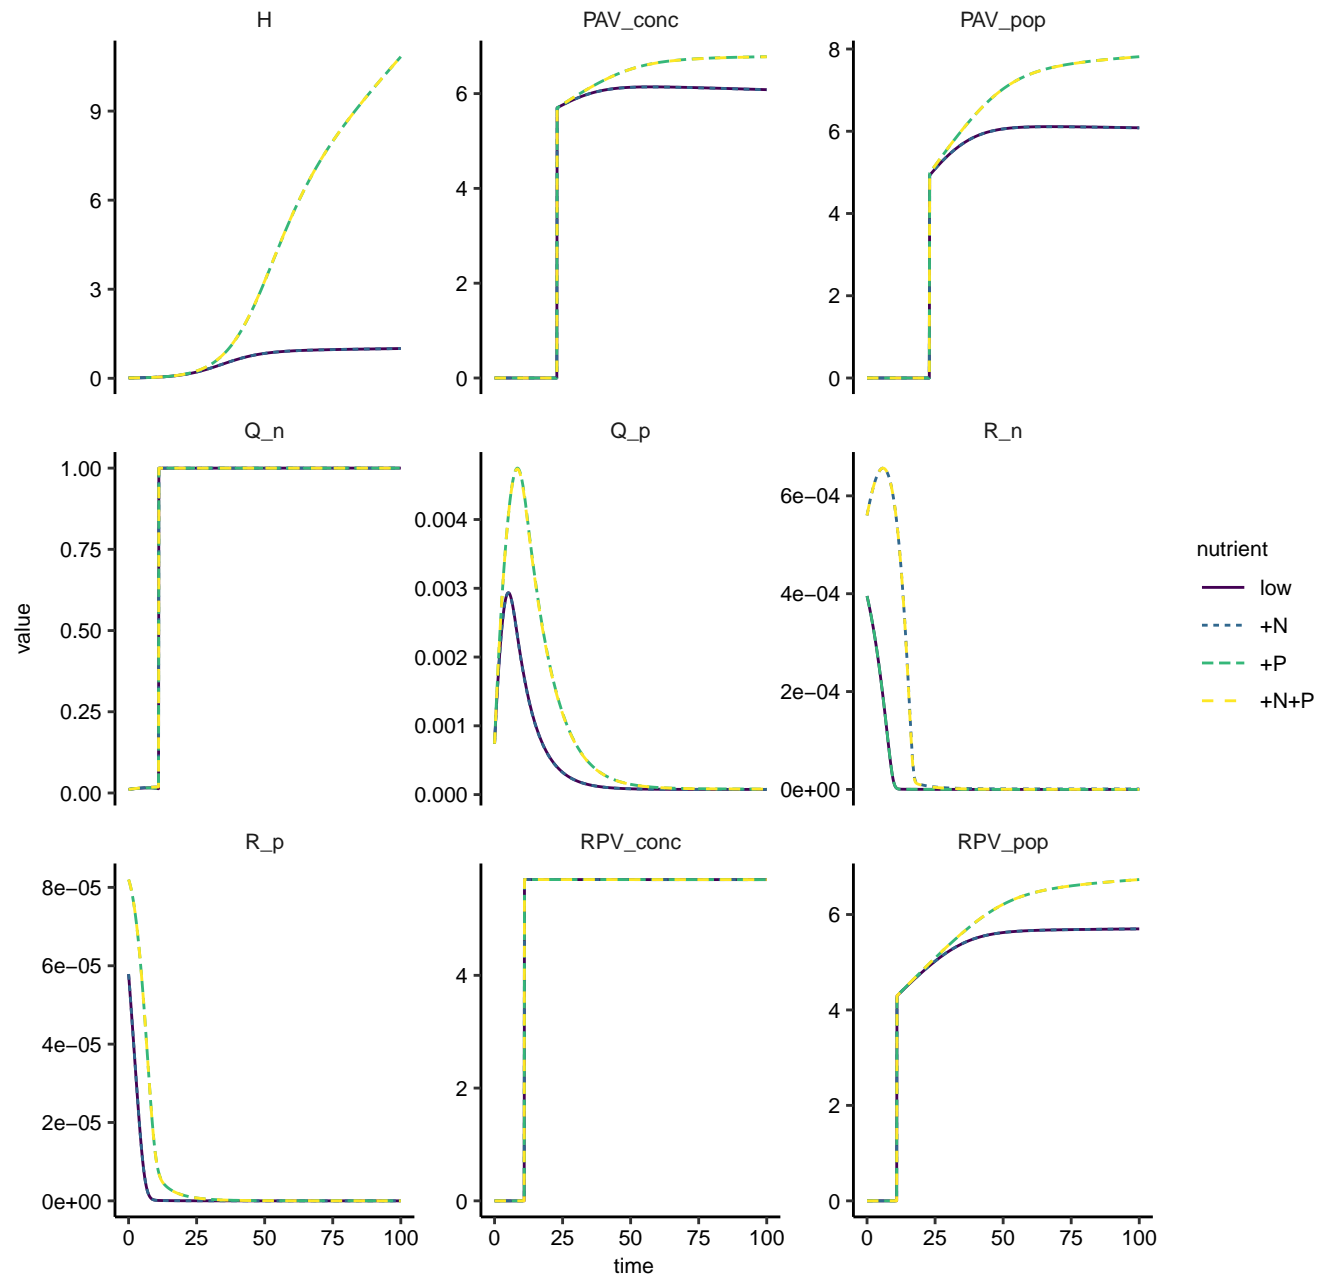 H
PAV_conc
PAV_pop
9
6
3
0
6
4
2
0
8
6
4
2
0
Q_n
Q_p
R_n
value
1.00
0.75
0.50
0.25
0.00
0.004
0.003
0.002
0.001
0.000
6e−04
4e−04
2e−04
0e+00
nutrient
low
+N
+P
+N+P
R_p
RPV_conc
RPV_pop
8e−05
6e−05
4e−05
2e−05
0e+00
4
2
0
6
4
2
0
0 25 50 75 100
0 25 50 75 100
0 25 50 75 100
time